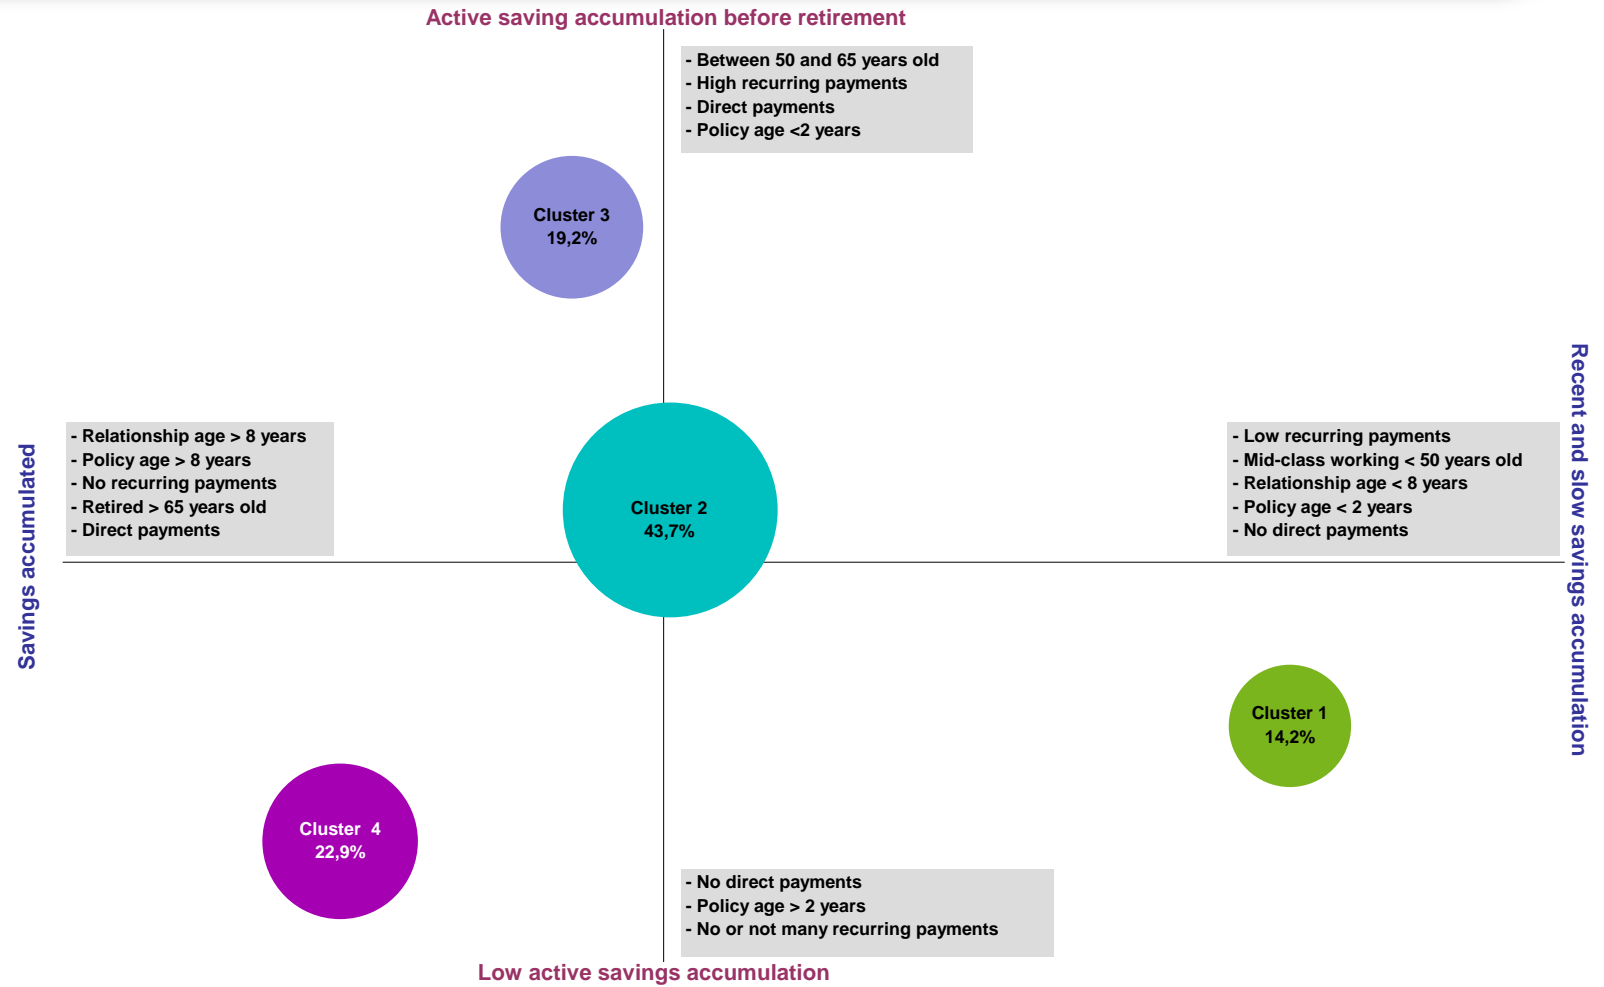 Active saving accumulation before retirement
- Between 50 and 65 years old
- High recurring payments
- Direct payments
- Policy age <2 years
Cluster 3
19,2%
Savings accumulated
- Relationship age > 8 years
- Policy age > 8 years
- No recurring payments
- Retired > 65 years old
- Direct payments
Cluster 2
43,7%
- Low recurring payments
- Mid-class working < 50 years old
- Relationship age < 8 years
- Policy age < 2 years
- No direct payments
Recent and slow savings accumulation
Cluster 1
14,2%
Cluster 4
22,9%
- No direct payments
- Policy age > 2 years
- No or not many recurring payments
Low active savings accumulation